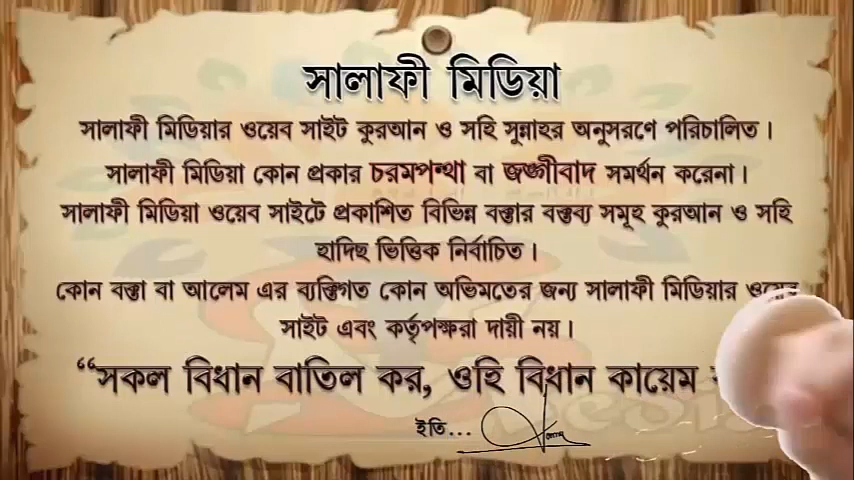 সালাফী মিডিয়া
সালাফী মিডিয়ার ওয়েব সাইট কুরআন ও সহি সুন্নাহর অনুসরণে পরিচালিত।
সালাফী মিডিয়া কোন প্রকার চরমপন্থা বা জঙ্গীবাদ সমর্থন করেনা।
সালাফী মিডিয়া ওয়েব সাইটে প্রকাশিত বিভিন্ন বক্তার বক্তব্য সমূহ কুরআন ও সহি
হাদিছ ভিত্তিক নির্বাচিত।
কোন বক্তা বা আলেম এর ব্যক্তিগত কোন অভিমতের জন্য সালাফী মিডিয়ার ওয়েব
সাইট এবং কর্তৃপক্ষরা দায়ী নয়।
“সকল বিধান বাতিল কর, ওহি বিধান কায়েম
ইতি...